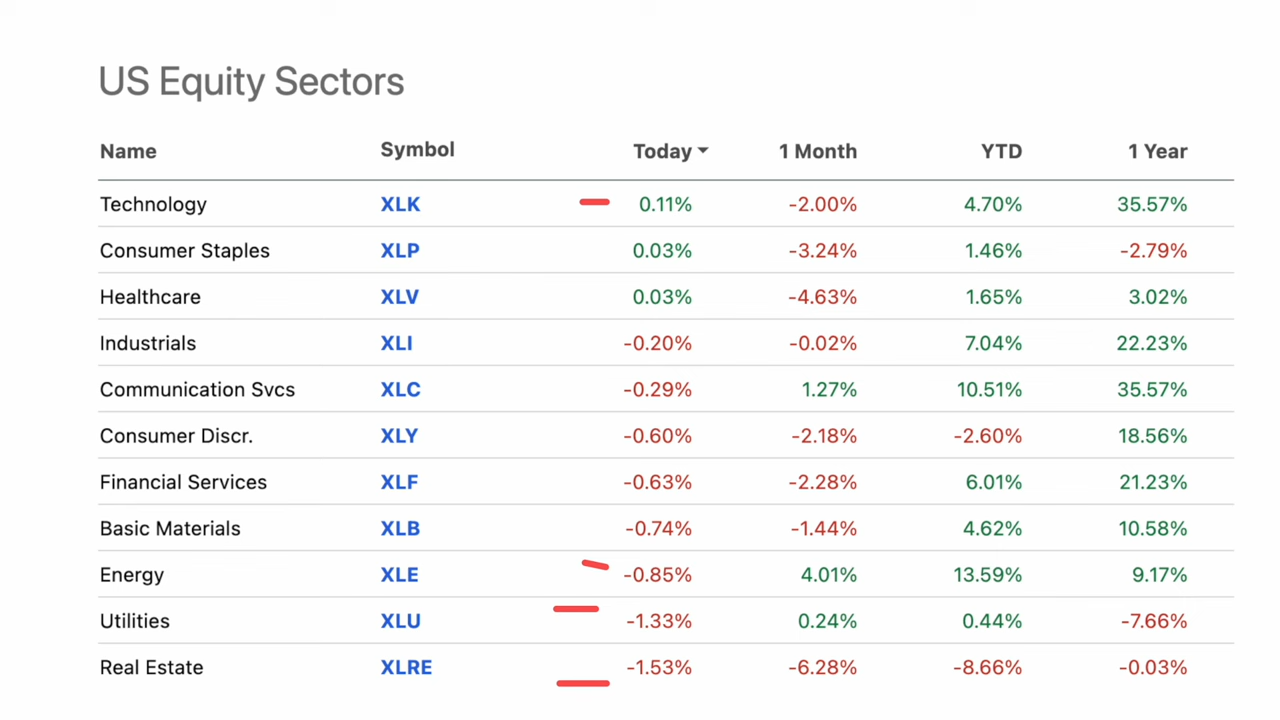 US Equity Sectors
Name Symbol Today 1 Month YTD 1 Year
Technology XLK 0.11% -2.00% 4.70% 35.57%
Consumer Staples XLP 0.03% -3.24% 1.46% -2.79%
Healthcare XLV 0.03% -4.63% 1.65% 3.02%
Industrials XLI -0.20% -0.02% 7.04% 22.23%
Communication Svcs XLC -0.29% 1.27% 10.51% 35.57%
Consumer Discr. XLY -0.60% -2.18% -2.60% 18.56%
Financial Services XLF -0.63% -2.28% 6.01% 21.23%
Basic Materials XLB -0.74% -1.44% 4.62% 10.58%
Energy XLE -0.85% 4.01% 13.59% 9.17%
Utilities XLU -1.33% 0.24% 0.44% -7.66%
Real Estate XLRE -1.53% -6.28% -8.66% -0.03%